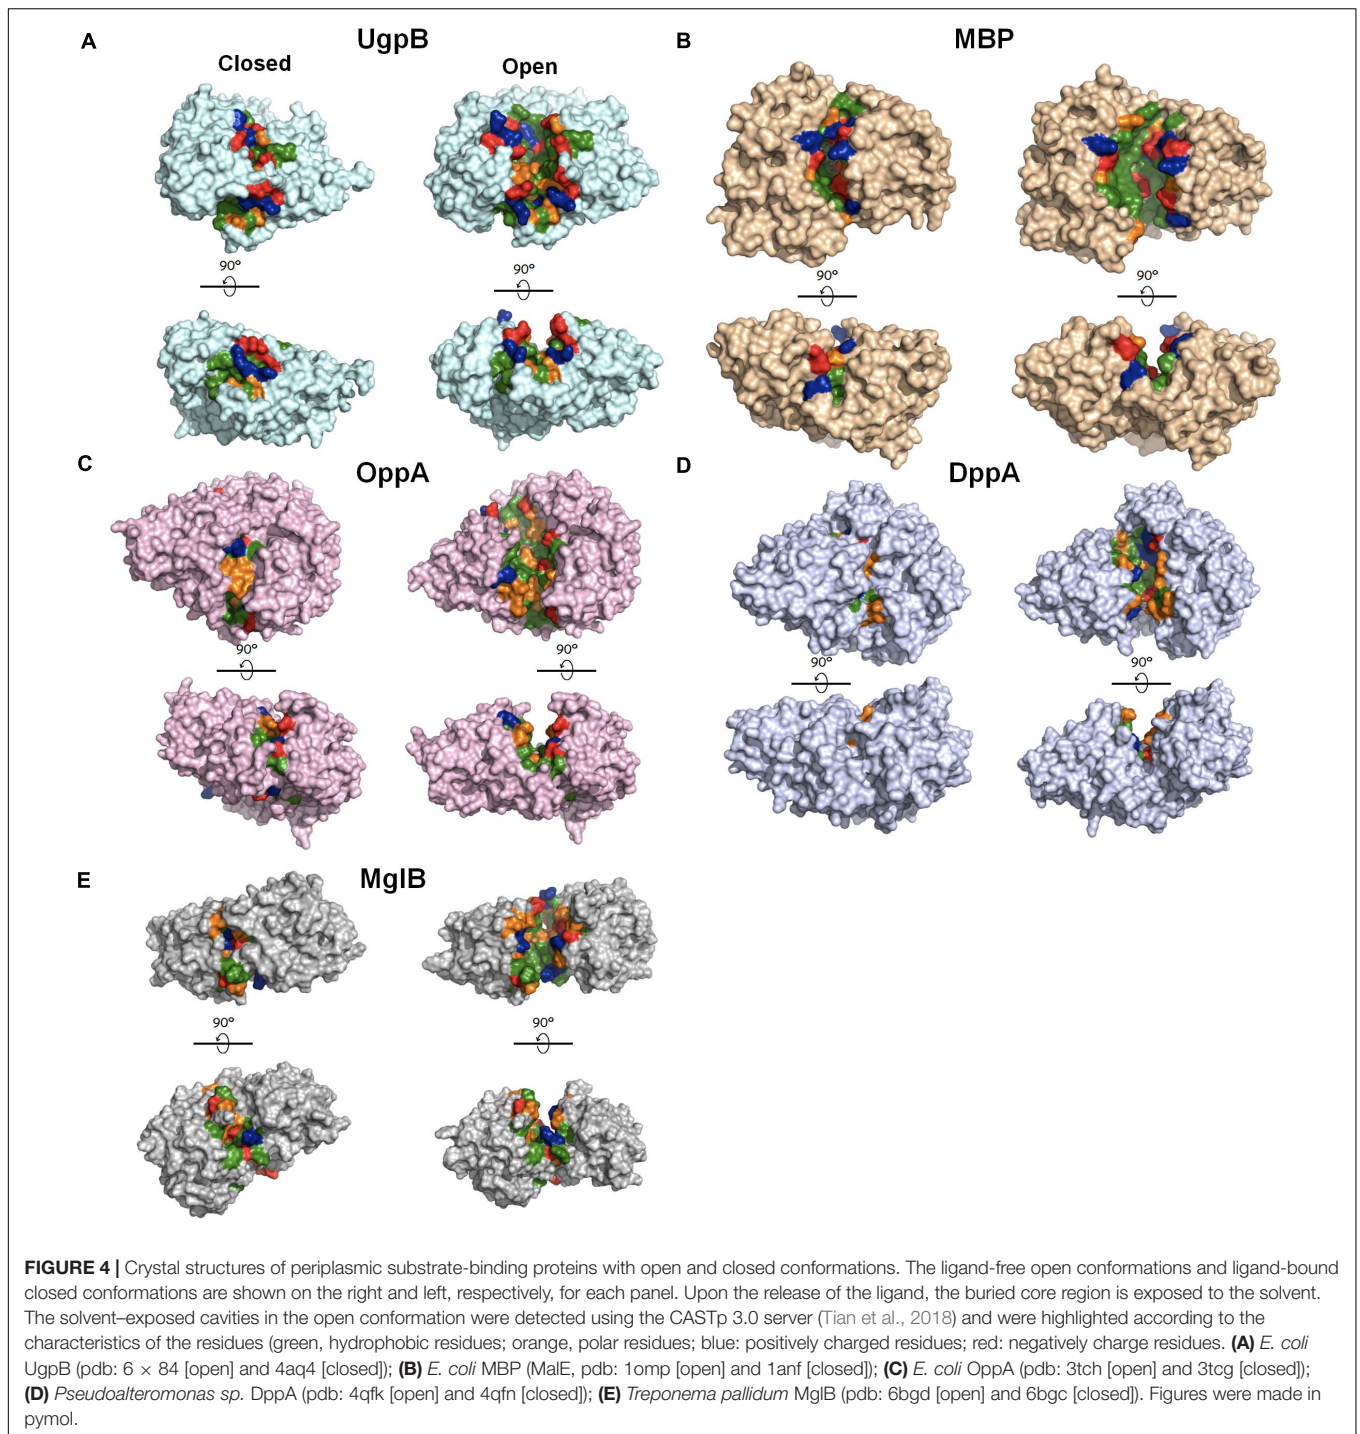 A
UgpB
Closed
Open
90°
90°
B
MBP
90°
90°
C
OppA
90°
90°
D
DppA
90°
90°
E
MglB
90°
90°
FIGURE 4 | Crystal structures of periplasmic substrate-binding proteins with open and closed conformations. The ligand-free open conformations and ligand-bound
closed conformations are shown on the right and left, respectively, for each panel. Upon the release of the ligand, the buried core region is exposed to the solvent.
The solvent–exposed cavities in the open conformation were detected using the CASTp 3.0 server (Tian et al., 2018) and were highlighted according to the
characteristics of the residues (green, hydrophobic residues; orange, polar residues; blue: positively charged residues; red: negatively charge residues. (A) E. coli
UgpB (pdb: 6 × 84 [open] and 4aq4 [closed]); (B) E. coli MBP (MalE, pdb: 1omp [open] and 1anf [closed]); (C) E. coli OppA (pdb: 3tch [open] and 3tcg [closed]);
(D) Pseudoalteromonas sp. DppA (pdb: 4qfk [open] and 4qfn [closed]); (E) Treponema pallidum MglB (pdb: 6bgd [open] and 6bgc [closed]). Figures were made in
pymol.